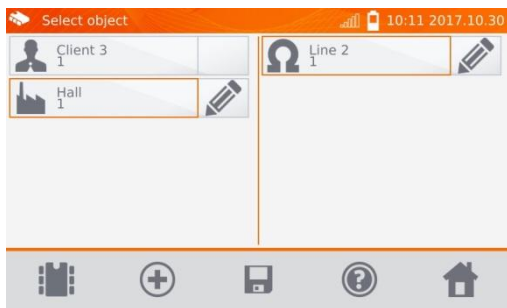 Select object
10:11 2017.10.30
Client 3
1
Hall
1
Line 2
1